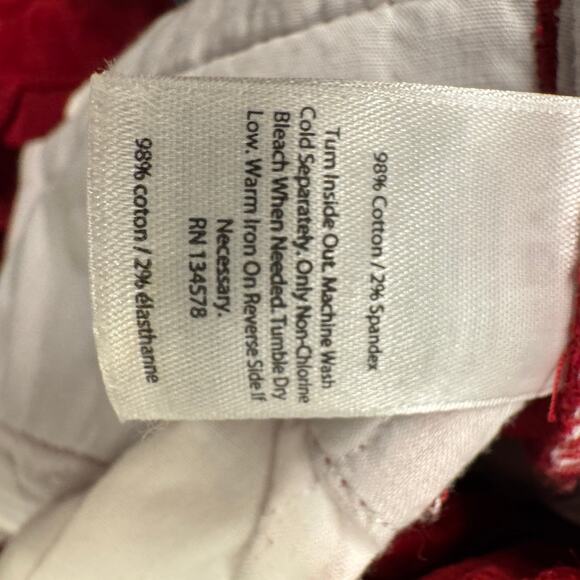 98% Cotton / 2% Spandex
Turn Inside Out. Machine Wash
Cold Separately. Only Non-Chlorine
Bleach When Needed. Tumble Dry
Low. Warm Iron On Reverse Side If
Necessary.
RN 134578
98% coton / 2% élasthanne